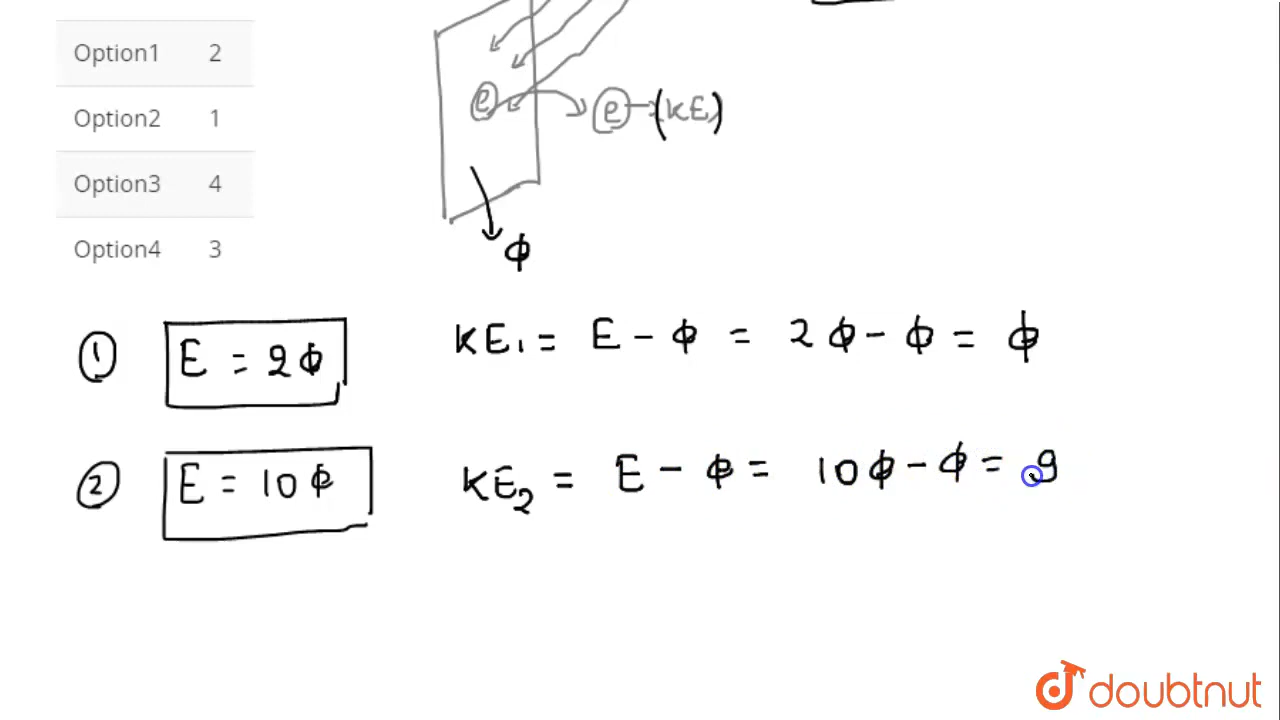 Option1 2
Option2 1
Option3 4
Option4 3
e e → (KE)
ϕ
① E = 2ϕ KE₁ = E - ϕ = 2ϕ - ϕ = ϕ
② E = 10ϕ KE₂ = E - ϕ = 10ϕ - ϕ = 9
doubtnut